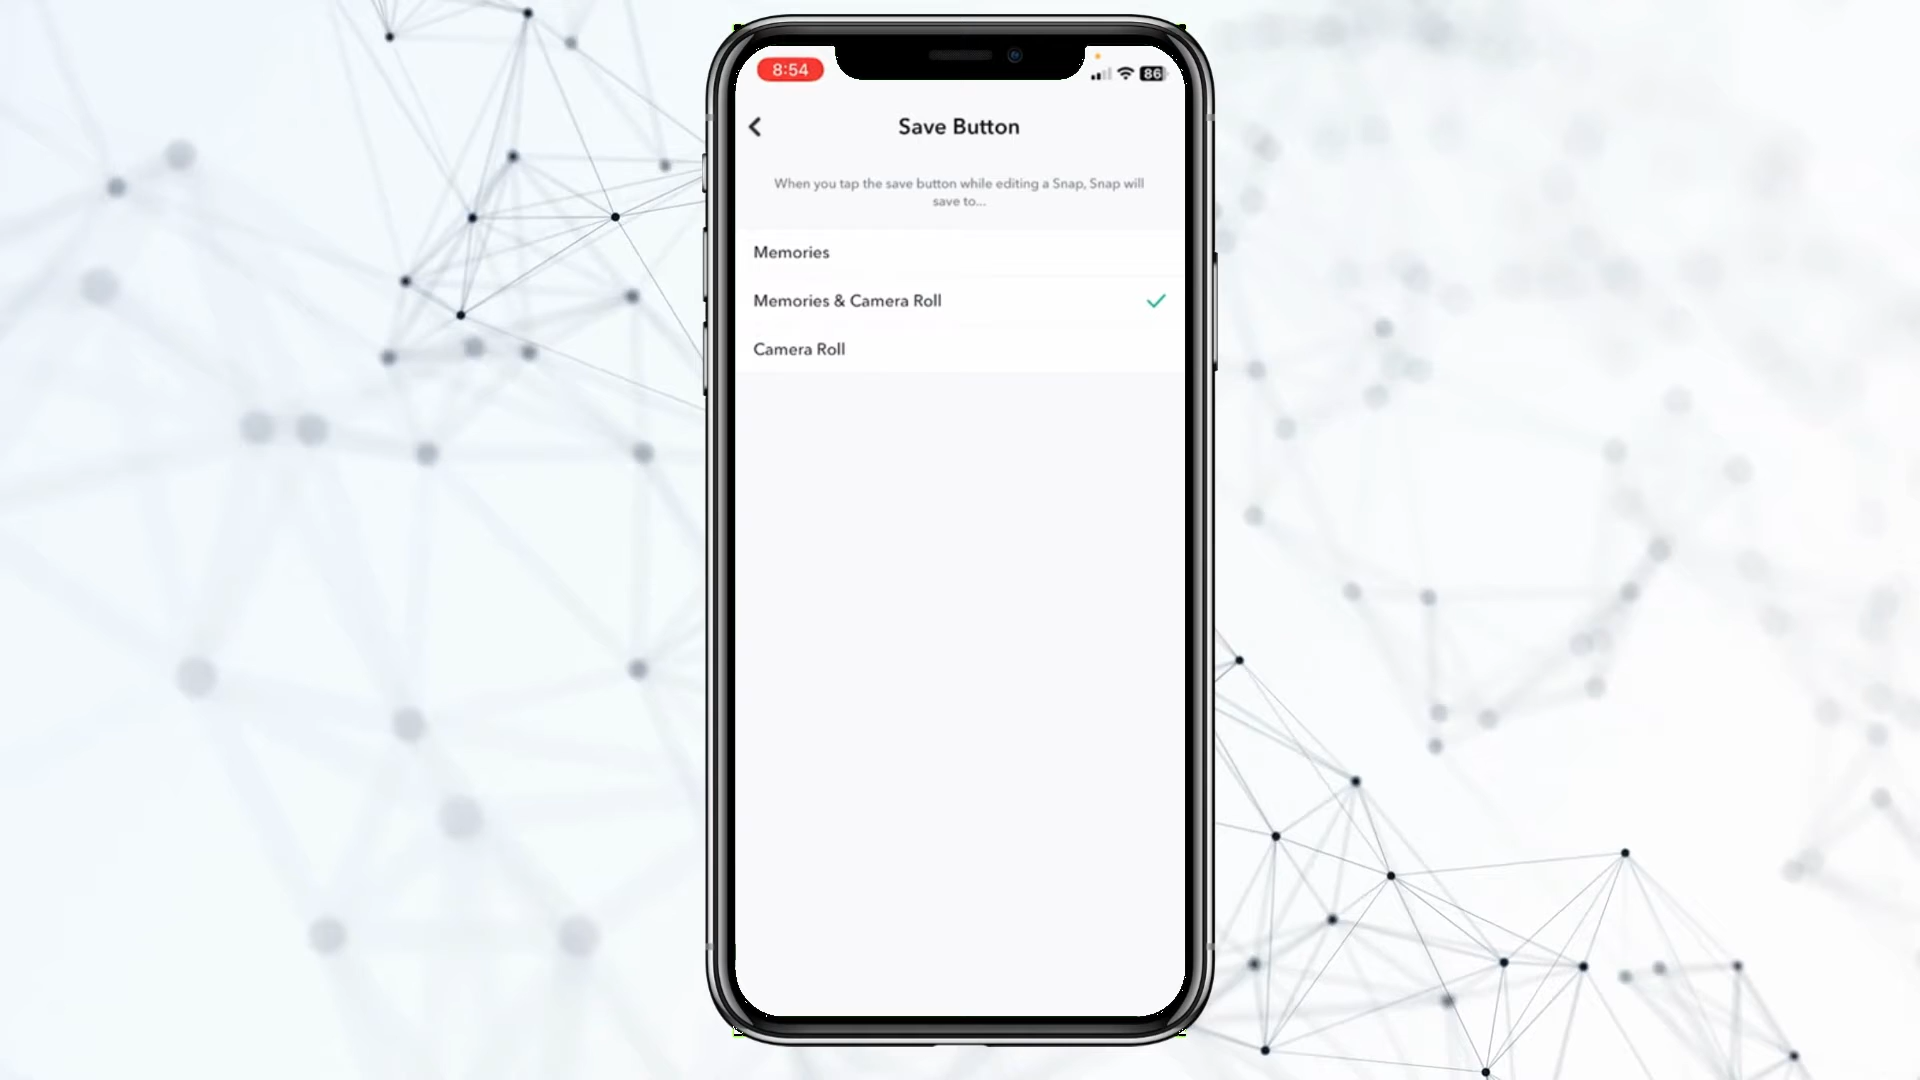 8:54
86
Save Button
When you tap the save button while editing a Snap, Snap will
save to...
Memories
Memories & Camera Roll
Camera Roll